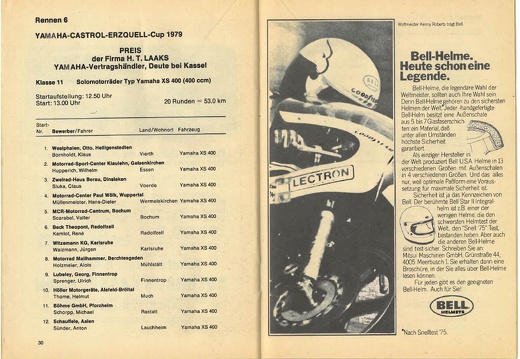 Rennen 6
YAMAHA-CASTROL-ERZQUELL-Cup 1979
PREIS
der Firma H. T. LAAKS
YAMAHA-Vertragshändler, Deute bei Kassel
Klasse 11 Solomotorräder Typ Yamaha XS 400 (400 ccm)
Startaufstellung: 12.50 Uhr
Start: 13.00 Uhr 20 Runden = 53,0 km
Start-
Nr. Bewerber/Fahrer Land/Wohnort Fahrzeug
1. Westphalen, Otto, Heiligenstedten
Bornholdt, Klaus Vierth Yamaha XS 400
2. Motorrad-Sport-Center Klaulehn, Gelsenkirchen
Hupperich, Wilhelm Essen Yamaha XS 400
3. Zweirad-Haus Berau, Dinslaken
Sluka, Claus Voerde Yamaha XS 400
4. Motorrad-Center Paul Wölk, Wuppertal
Müllenmeister, Hans-Dieter Wermelskirchen Yamaha XS 400
5. MCR-Motorrad-Centrum, Bochum
Scarabel, Valter Bochum Yamaha XS 400
6. Beck Theopont, Radolfzell
Kamfol, René Radolfzell Yamaha XS 400
7. Witzemann KG, Karlsruhe
Waizmann, Jürgen Karlsruhe Yamaha XS 400
8. Motorrad Maithammer, Berchtesgaden
Holzmeier, Alois Mühlstätt Yamaha XS 400
9. Lubeley, Georg, Finnentrop
Sprenger, Ulrich Finnentrop Yamaha XS 400
10. Höller Motorgeräte, Alefeld-Bröltal
Thome, Helmut Much Yamaha XS 400
11. Böhme GmbH, Pforzheim
Schorpp, Michael Rastatt Yamaha XS 400
12. Schaufele, Aalen
Sünder, Anton Lauchheim Yamaha XS 400
30
Weltmeister Kenny Roberts trägt Bell.
BELL
GOODYEAR
LECTRON
Bell-Helme.
Heute schon eine
Legende.
Bell-Helme, die legendäre Wahl der
Weltmeister, sollten auch Ihre Wahl sein.
Denn Bell-Helme gehören zu den sichersten
Helmen der Welt.* Jeder handgefertigte
Bell-Helm besitzt eine Außenschale
aus 5 bis 7 Glasfaserschich-
ten ein Material, daß
unter allen Umständen
höchste Sicherheit
garantiert.
Als einziger Hersteller in
der Welt produziert Bell U.S.A. Helme in 13
verschiedenen Größen mit Außenschalen
in 4 verschiedenen Größen. Und das alles
nur, weil optimale Paßform eine Voraus-
setzung für maximale Sicherheit ist.
Sicherheit ist ja das Kennzeichen von
Bell. Der berühmte Bell Star II Integral-
helm ist z.B. einer der
wenigen Helme, die den
schwersten Helmtest der
Welt, den "Snell '75" Test,
bestanden haben. Aber auch
die anderen Bell-Helme
sind test-sicher. Schreiben Sie an:
Mitsui Maschinen GmbH, Grünstraße 44,
4005 Meerbusch 1. Sie erhalten dann eine
Broschüre, in der Sie alles über Bell-Helme
lesen können.
Für jeden gibt es den geeigneten
Bell-Helm. Auch für Sie!
BELL
HELMETS
*Nach Snelltest '75.